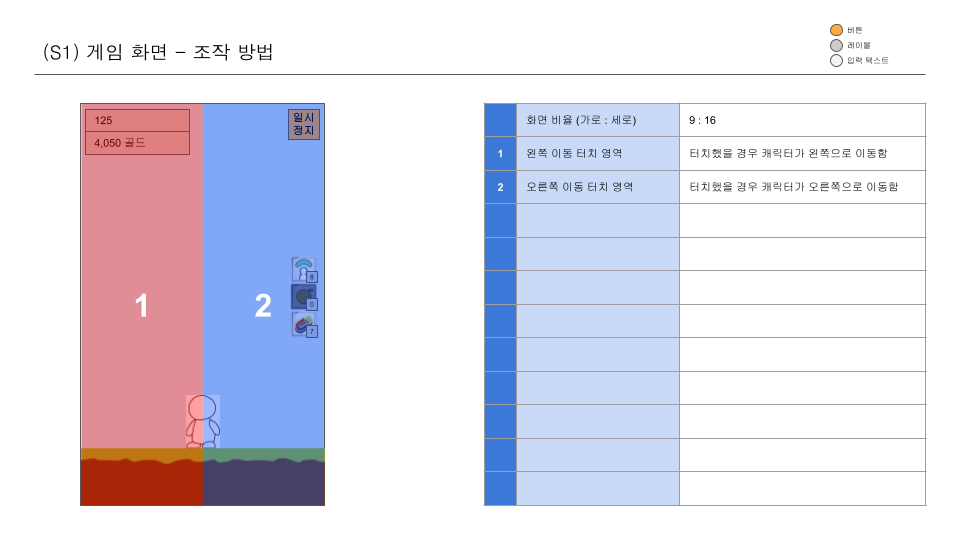 (S1) 게임 화면 – 조작 방법
버튼
레이블
입력 텍스트
125
4,050 골드
일시
정지
1
2
8
0
7
화면 비율 (가로 : 세로) 9 : 16
1 왼쪽 이동 터치 영역 터치했을 경우 캐릭터가 왼쪽으로 이동함
2 오른쪽 이동 터치 영역 터치했을 경우 캐릭터가 오른쪽으로 이동함